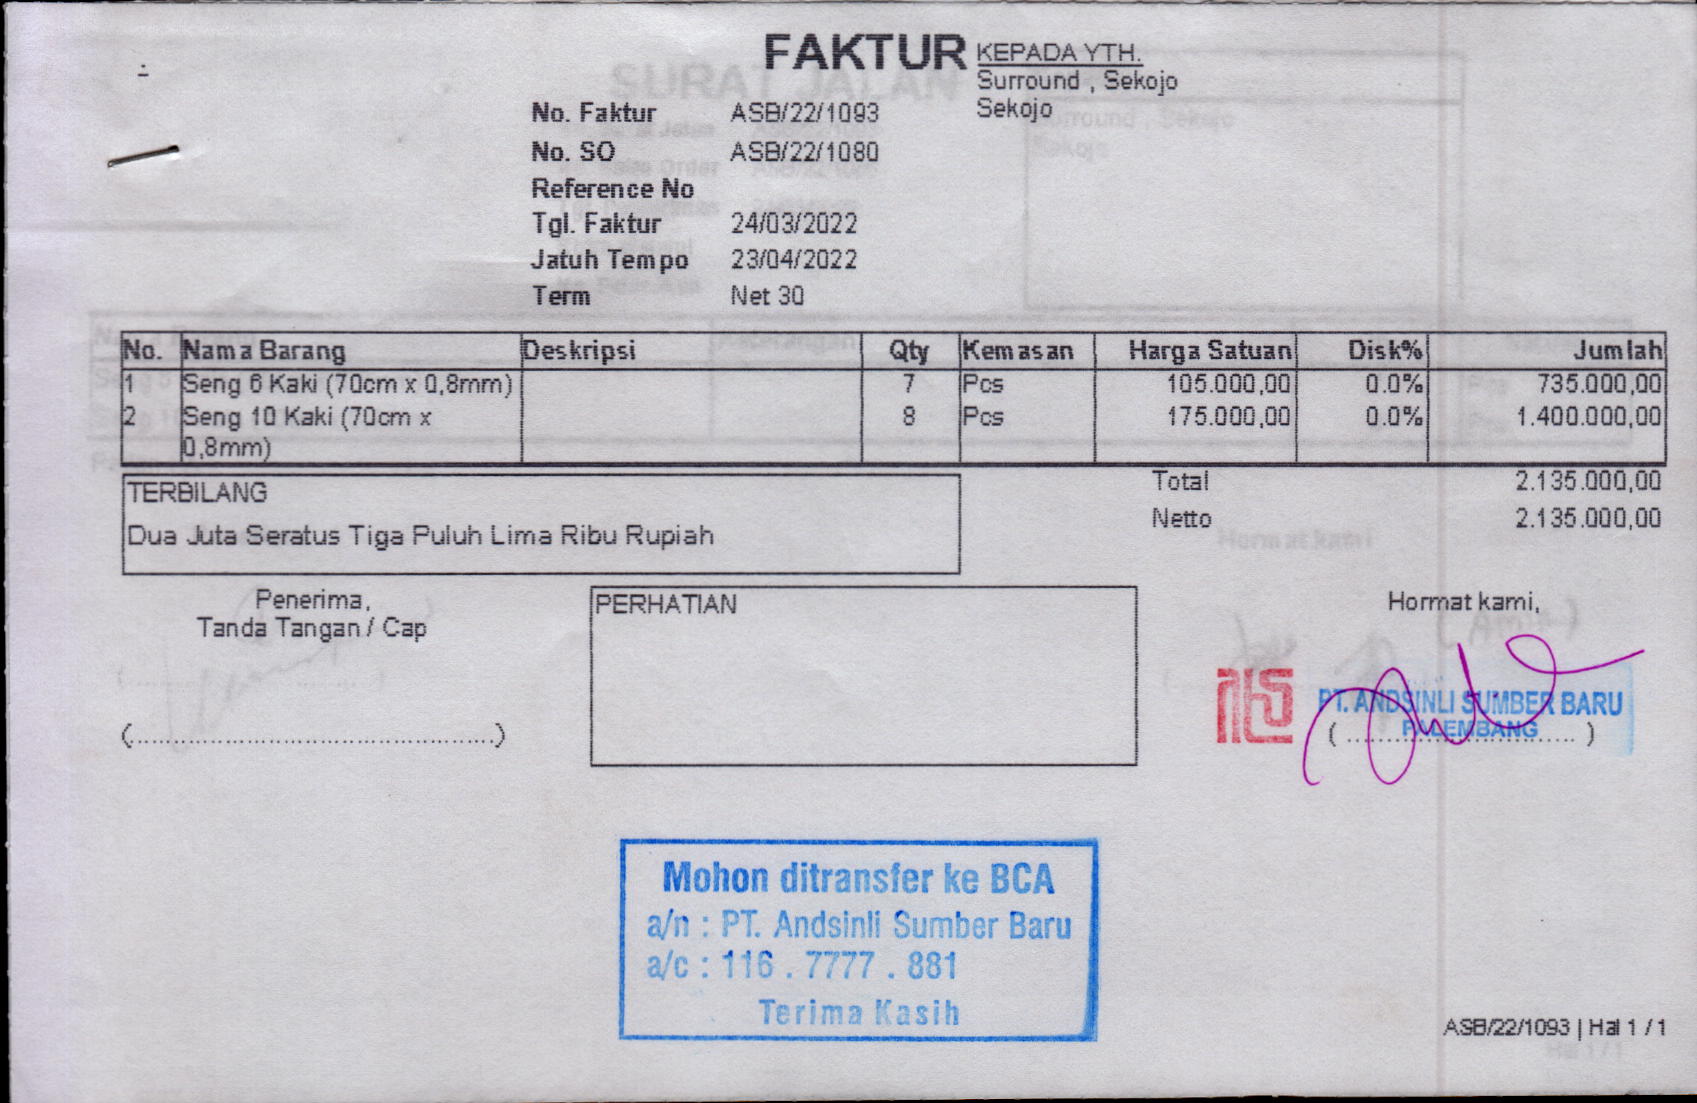 FAKTUR
KEPADA YTH.
Surround , Sekojo
Sekojo
No. Faktur ASB/22/1093
No. SO ASB/22/1080
Reference No
Tgl. Faktur 24/03/2022
Jatuh Tempo 23/04/2022
Term Net 30
No. Nama Barang Deskripsi Qty Kemasan Harga Satuan Disk% Jumlah
1 Seng 6 Kaki (70cm x 0,8mm) 7 Pcs 105.000,00 0.0% 735.000,00
2 Seng 10 Kaki (70cm x 8 Pcs 175.000,00 0.0% 1.400.000,00
0,8mm)
Total 2.135.000,00
Netto 2.135.000,00
TERBILANG
Dua Juta Seratus Tiga Puluh Lima Ribu Rupiah
Penerima,
Tanda Tangan / Cap
(................................................)
PERHATIAN
Hormat kami,
PT. ANDSINLI SUMBER BARU
PALEMBANG
( .............................. )
Mohon ditransfer ke BCA
a/n : PT. Andsinli Sumber Baru
a/c : 116 . 7777 . 881
Terima Kasih
ASB/22/1093 | Hal 1 / 1